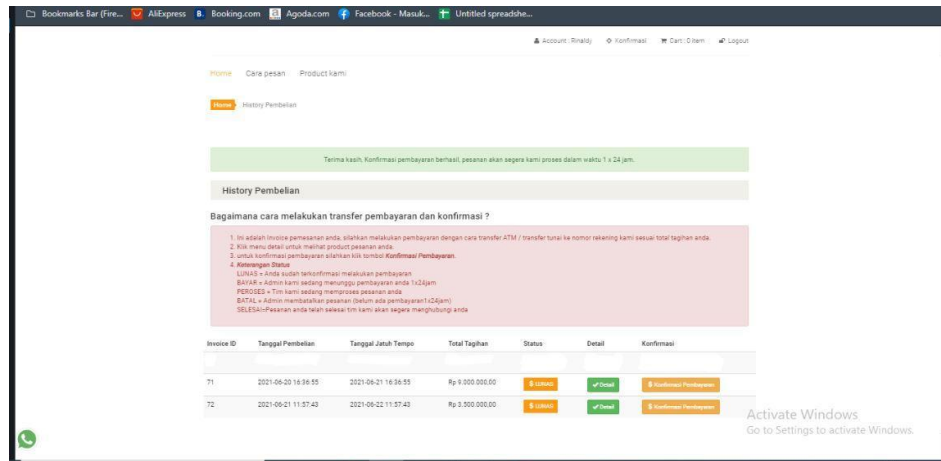 Bookmarks Bar (Fire... AliExpress B. Booking.com a Agoda.com Facebook - Masuk... Untitled spreadshe...
Account : Rinaldy Konfirmasi Cart : 0 item Logout
Home Cara pesan Product kami
Home History Pembelian
Terima kasih, Konfirmasi pembayaran berhasil, pesanan akan segera kami proses dalam waktu 1 x 24 jam.
History Pembelian
Bagaimana cara melakukan transfer pembayaran dan konfirmasi ?
1. Ini adalah Invoice pemesanan anda, silahkan melakukan pembayaran dengan cara transfer ATM / transfer tunai ke nomor rekening kami sesuai total tagihan anda.
2. Klik menu detail untuk melihat product pesanan anda.
3. untuk konfirmasi pembayaran silahkan klik tombol Konfirmasi Pembayaran.
4. Keterangan Status
LUNAS = Anda sudah terkonfirmasi melakukan pembayaran
BAYAR = Admin kami sedang menunggu pembayaran anda 1x24jam
PEROSES = Tim kami sedang memproses pesanan anda
BATAL = Admin membatalkan pesanan (belum ada pembayaran1x24jam)
SELESAI=Pesanan anda telah selesai tim kami akan segera menghubungi anda
Invoice ID Tanggal Pembelian Tanggal Jatuh Tempo Total Tagihan Status Detail Konfirmasi
71 2021-06-20 16:36:55 2021-06-21 16:36:55 Rp 9.000.000,00 $ LUNAS Detail $ Konfirmasi Pembayaran
72 2021-06-21 11:57:43 2021-06-22 11:57:43 Rp 3.500.000,00 $ LUNAS Detail $ Konfirmasi Pembayaran
Activate Windows
Go to Settings to activate Windows.